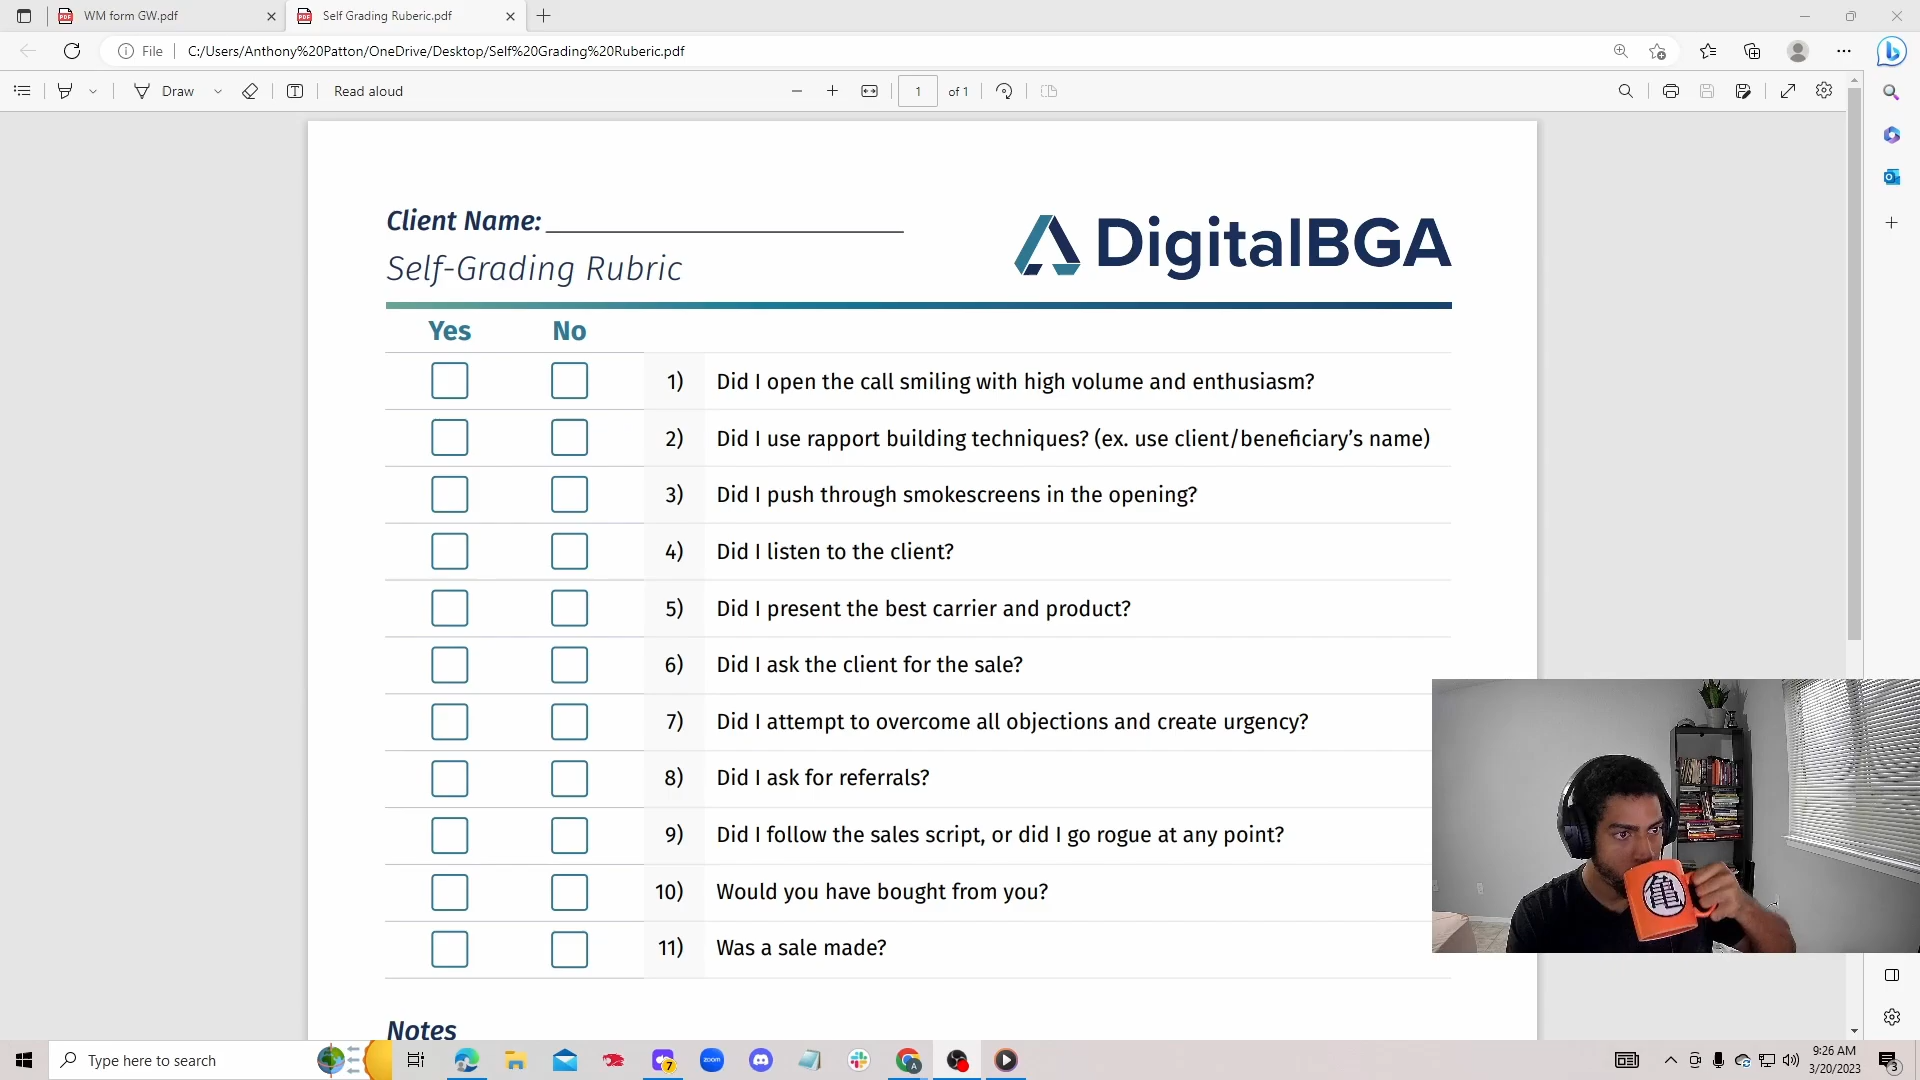 WM form GW.pdf
Self Grading Ruberic.pdf
File
C:/Users/Anthony%20Patton/OneDrive/Desktop/Self%20Grading%20Ruberic.pdf
Draw
Read aloud
1
of 1
Client Name:
DigitalBGA
Self-Grading Rubric
Yes No
1) Did I open the call smiling with high volume and enthusiasm?
2) Did I use rapport building techniques? (ex. use client/beneficiary’s name)
3) Did I push through smokescreens in the opening?
4) Did I listen to the client?
5) Did I present the best carrier and product?
6) Did I ask the client for the sale?
7) Did I attempt to overcome all objections and create urgency?
8) Did I ask for referrals?
9) Did I follow the sales script, or did I go rogue at any point?
10) Would you have bought from you?
11) Was a sale made?
亀
Notes
Type here to search
7
zoom
A
9:26 AM
3/20/2023
3